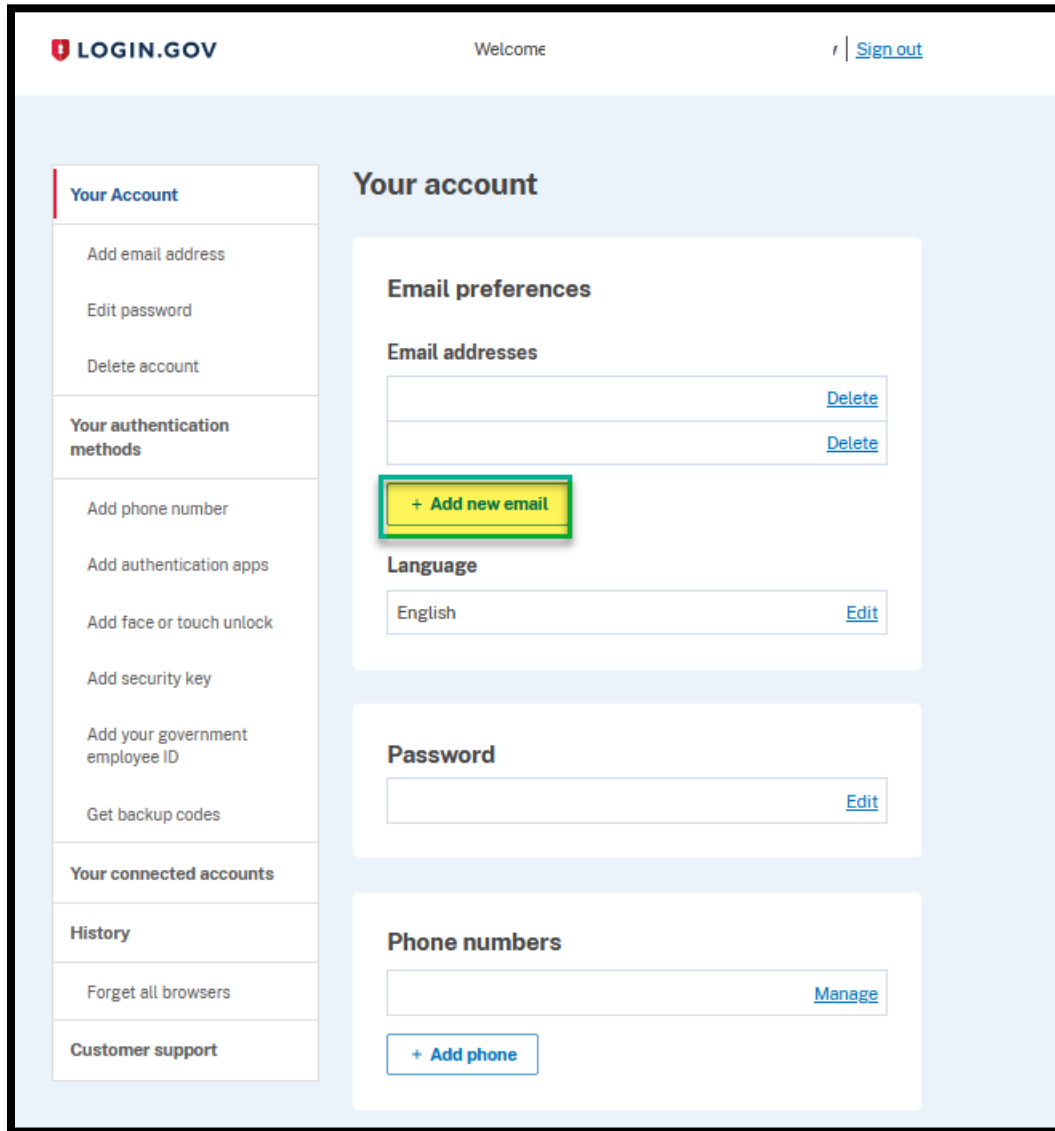 LOGIN.GOV
Welcome
Sign out
Your Account
Add email address
Edit password
Delete account
Your authentication
methods
Add phone number
Add authentication apps
Add face or touch unlock
Add security key
Add your government
employee ID
Get backup codes
Your connected accounts
History
Forget all browsers
Customer support
Your account
Email preferences
Email addresses
Delete
Delete
+ Add new email
Language
English Edit
Password
Edit
Phone numbers
Manage
+ Add phone